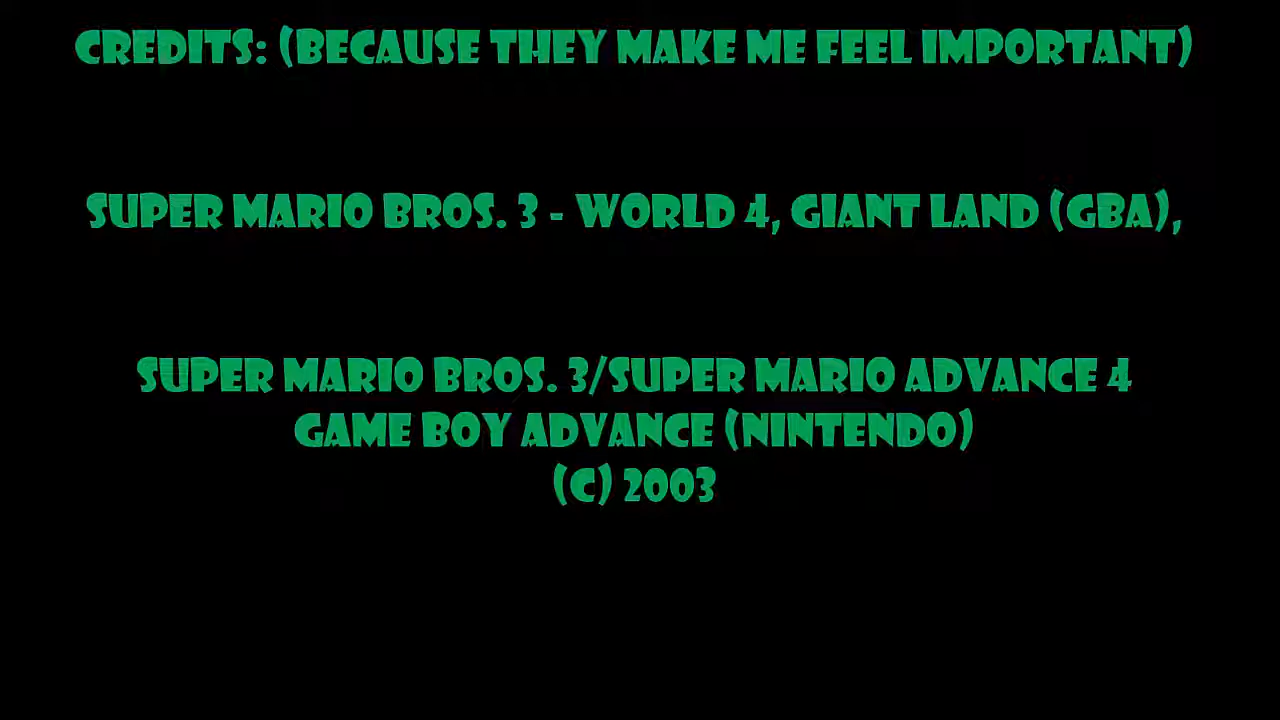 CREDITS: (BECAUSE THEY MAKE ME FEEL IMPORTANT)
SUPER MARIO BROS. 3 - WORLD 4, GIANT LAND (GBA),
SUPER MARIO BROS. 3/SUPER MARIO ADVANCE 4
GAME BOY ADVANCE (NINTENDO)
(C) 2003